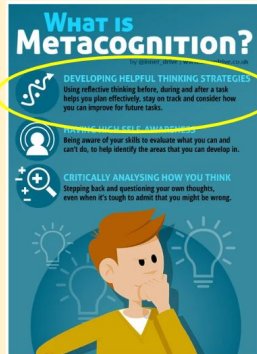 WHAT IS
METACOGNITION?
DEVELOPING HELPFUL THINKING STRATEGIES
Using reflective thinking before, during and after a task
helps you plan effectively, stay on track and consider how
you can improve for future tasks.
HAVING HIGH SELF-AWARENESS
Being aware of your skills to evaluate what you can and
can't do, to help identify the areas that you can develop in.
CRITICALLY ANALYSING HOW YOU THINK
Stepping back and questioning your own thoughts,
even when it's tough to admit that you might be wrong.